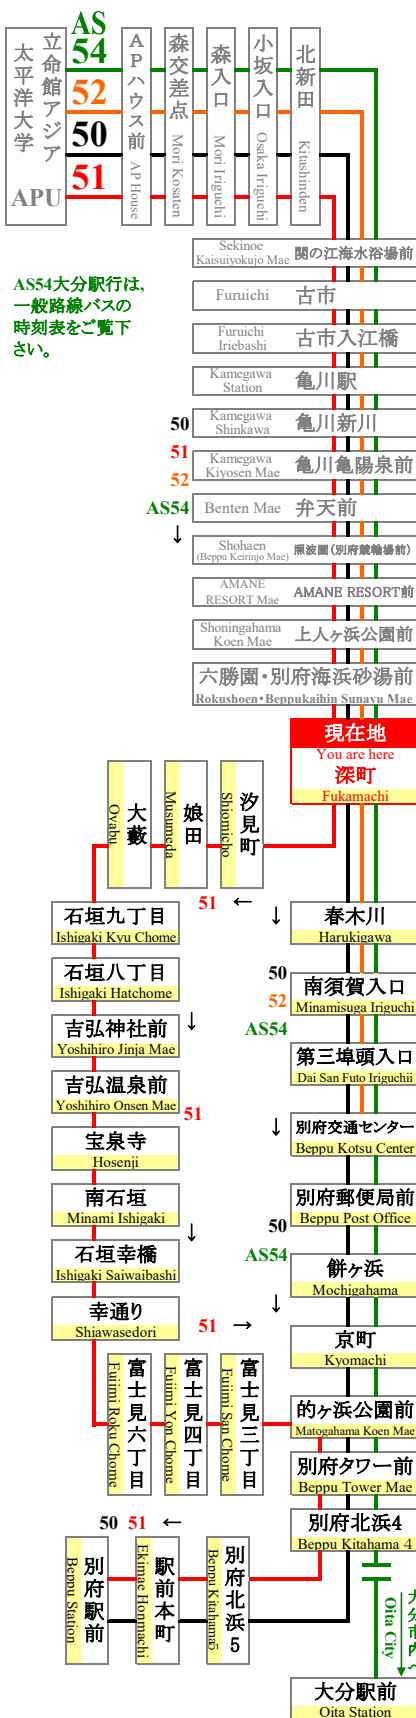 AS
54
52
50
51
立命館アジア
太平洋大学
APU
APハウス前
AP House
森交差点
Mori Kosaten
森入口
Mori Iriguchi
小坂入口
Osaka Iriguchi
北新田
Kitashinden
AS54大分駅行は、
一般路線バスの
時刻表をご覧下
さい。
Sekinoe
Kaisuiyokujo Mae
関の江海水浴場前
Furuichi
古市
Furuichi
Iriebashi
古市入江橋
Kamegawa
Station
亀川駅
50
51
52
AS54
↓
Kamegawa
Shinkawa
亀川新川
Kamegawa
Kiyosen Mae
亀川亀陽泉前
Benten Mae
弁天前
Shohaen
(Beppu Keirinjo Mae)
照波園(別府競輪場前)
AMANE
RESORT Mae
AMANE RESORT前
Shoningahama
Koen Mae
上人ヶ浜公園前
六勝園・別府海浜砂湯前
Rokushoen・Beppukaihin Sunayu Mae
現在地
You are here
深町
Fukamachi
汐見町
Shiomicho
娘田
Musumeda
大藪
Oyabu
51 ←
石垣九丁目
Ishigaki Kyu Chome
石垣八丁目
Ishigaki Hatchome
吉弘神社前
Yoshihiro Jinja Mae
↓
吉弘温泉前
Yoshihiro Onsen Mae
51
宝泉寺
Hosenji
南石垣
Minami Ishigaki
↓
石垣幸橋
Ishigaki Saiwaibashi
幸通り
Shiawasedori
51 →
富士見六丁目
Fujimi Roku Chome
富士見四丁目
Fujimi Yon Chome
富士見三丁目
Fujimi San Chome
↓
春木川
Harukigawa
50
52
AS54
南須賀入口
Minamisuga Iriguchi
第三埠頭入口
Dai San Futo Iriguchii
↓
別府交通センター
Beppu Kotsu Center
別府郵便局前
Beppu Post Office
50
AS54
↓
餅ヶ浜
Mochigahama
京町
Kyomachi
的ヶ浜公園前
Matogahama Koen Mae
別府タワー前
Beppu Tower Mae
別府北浜4
Beppu Kitahama 4
50 51 ←
別府北浜5
Beppu Kitahama5
駅前本町
Ekimae Honmachi
別府駅前
Beppu Station
大分市内へ
Oita City
大分駅前
Oita Station